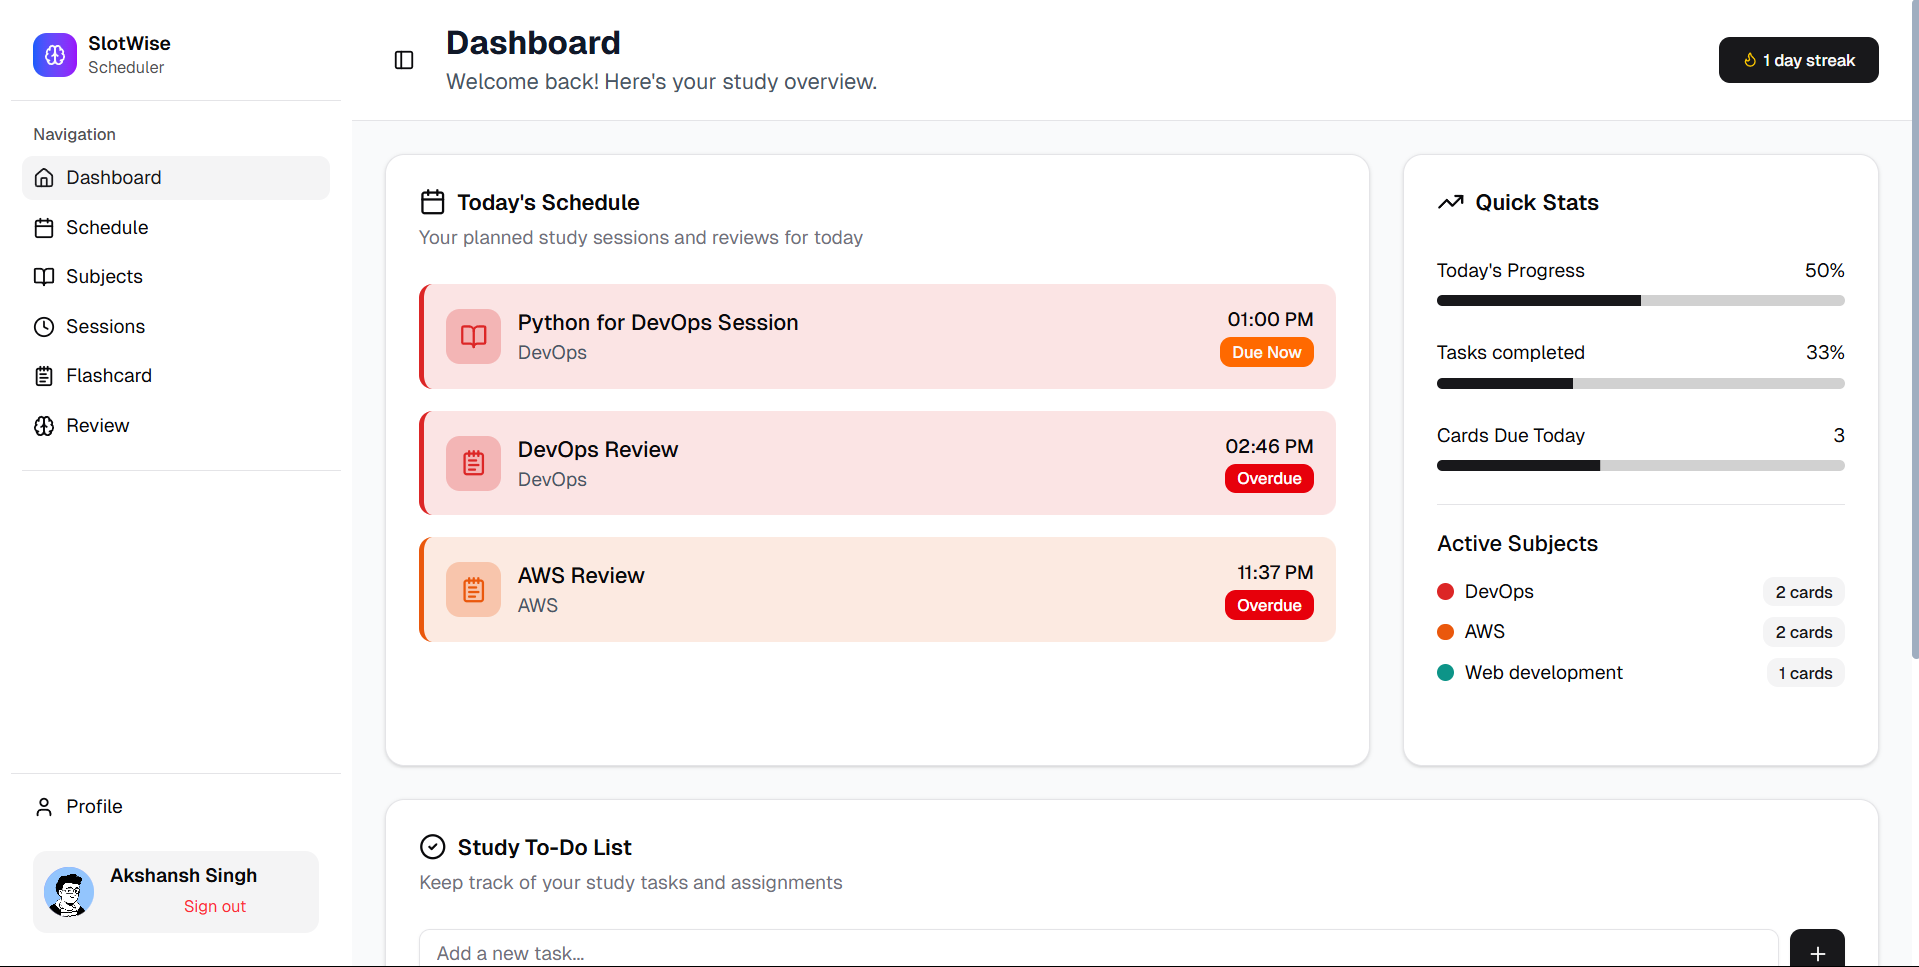 SlotWise
Scheduler
Navigation
Dashboard
Schedule
Subjects
Sessions
Flashcard
Review
Profile
Akshansh Singh
Sign out
Dashboard
Welcome back! Here's your study overview.
1 day streak
Today's Schedule
Your planned study sessions and reviews for today
Python for DevOps Session
DevOps
01:00 PM
Due Now
DevOps Review
DevOps
02:46 PM
Overdue
AWS Review
AWS
11:37 PM
Overdue
Quick Stats
Today's Progress 50%
Tasks completed 33%
Cards Due Today 3
Active Subjects
DevOps 2 cards
AWS 2 cards
Web development 1 cards
Study To-Do List
Keep track of your study tasks and assignments
Add a new task...